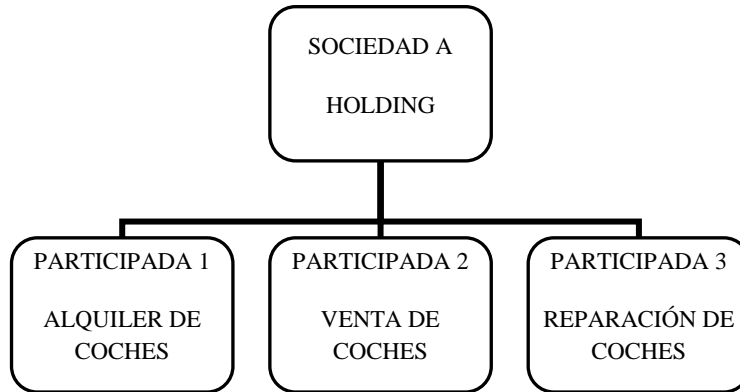 SOCIEDAD A
HOLDING
PARTICIPADA 1
ALQUILER DE
COCHES
PARTICIPADA 2
VENTA DE
COCHES
PARTICIPADA 3
REPARACIÓN DE
COCHES